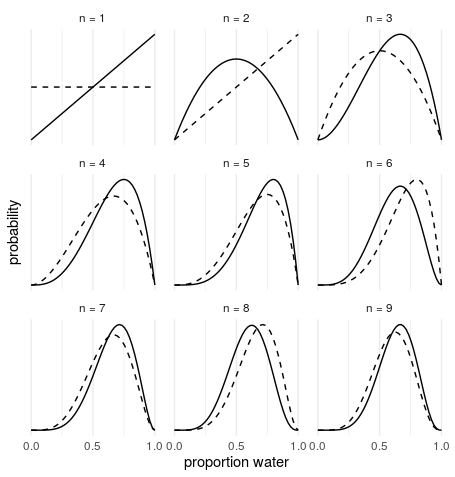 n = 1
n = 2
n = 3
n = 4
n = 5
n = 6
n = 7
n = 8
n = 9
probability
0.0 0.5 1.0 0.0 0.5 1.0 0.0 0.5 1.0
proportion water